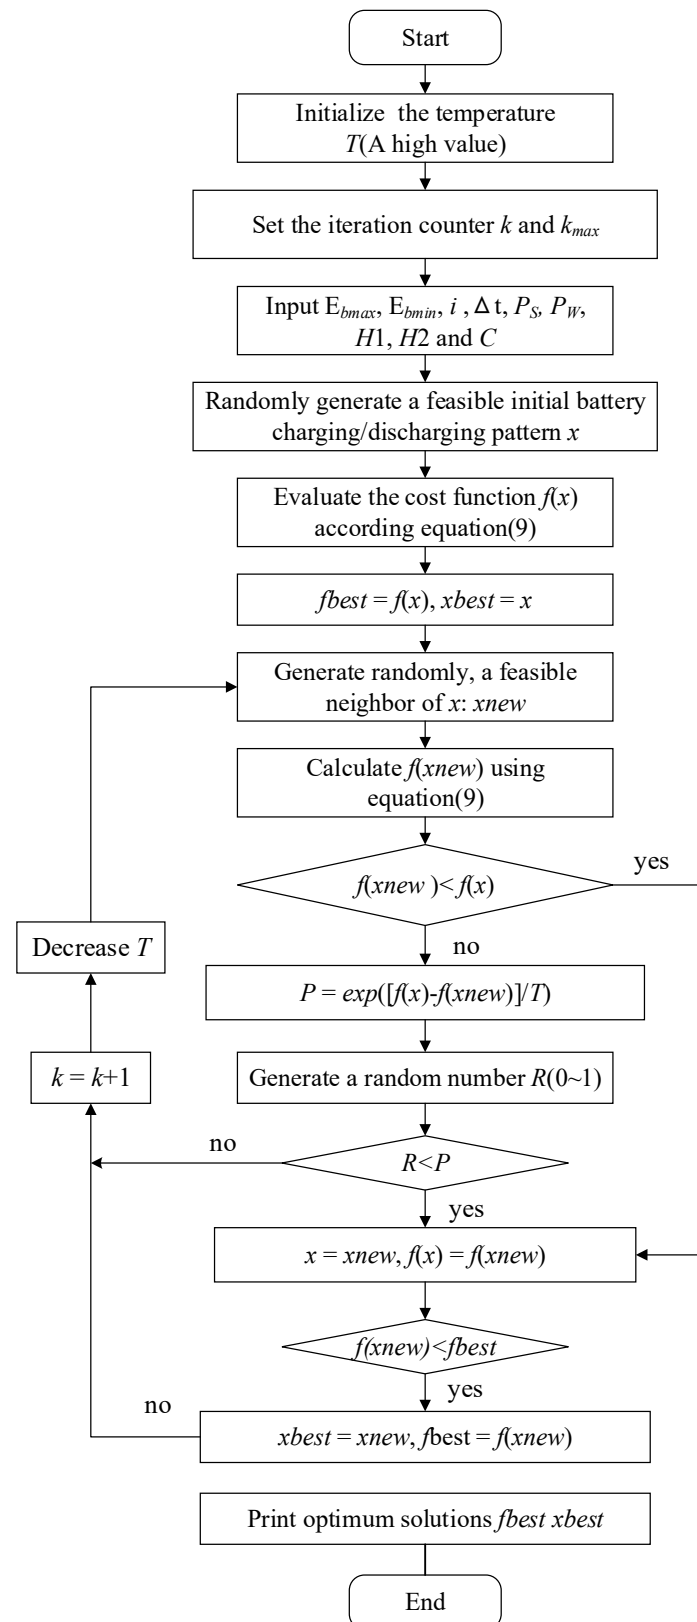 Start
Initialize the temperature
T(A high value)
Set the iteration counter k and kmax
Input Ebmax, Ebmin, i , Δ t, PS, PW,
H1, H2 and C
Randomly generate a feasible initial battery
charging/discharging pattern x
Evaluate the cost function f(x)
according equation(9)
fbest = f(x), xbest = x
Generate randomly, a feasible
neighbor of x: xnew
Calculate f(xnew) using
equation(9)
f(xnew )< f(x)
yes
no
Decrease T
P = exp([f(x)-f(xnew)]/T)
k = k+1
Generate a random number R(0~1)
no
R<P
yes
x = xnew, f(x) = f(xnew)
f(xnew)<fbest
yes
no
xbest = xnew, fbest = f(xnew)
Print optimum solutions fbest xbest
End